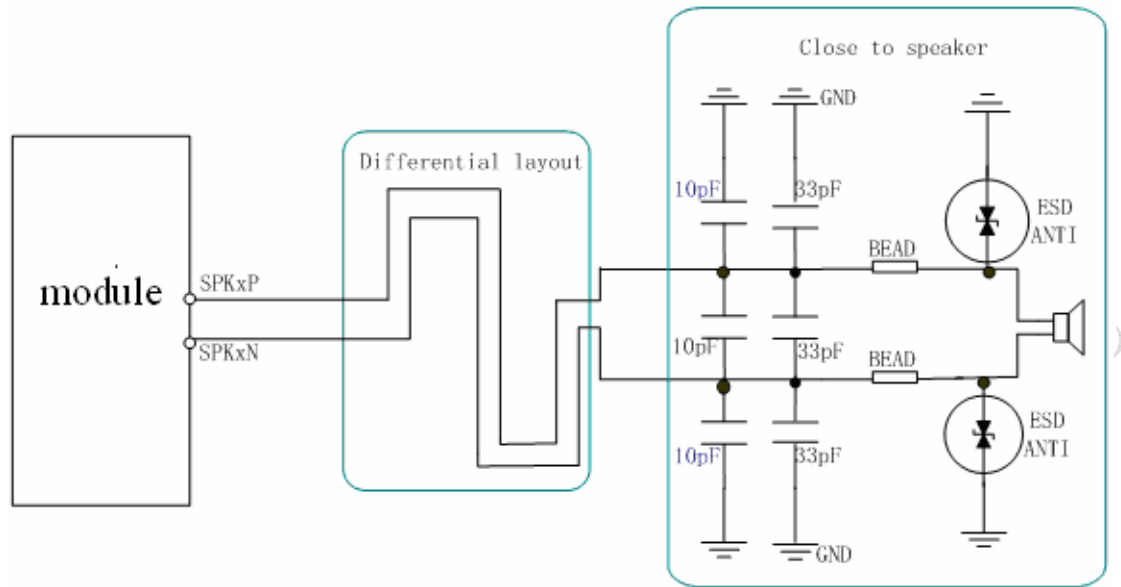 Close to speaker
GND
Differential layout
10pF
33pF
ESD
ANTI
BEAD
SPKxP
module
SPKxN
10pF
33pF
BEAD
10pF
33pF
ESD
ANTI
GND